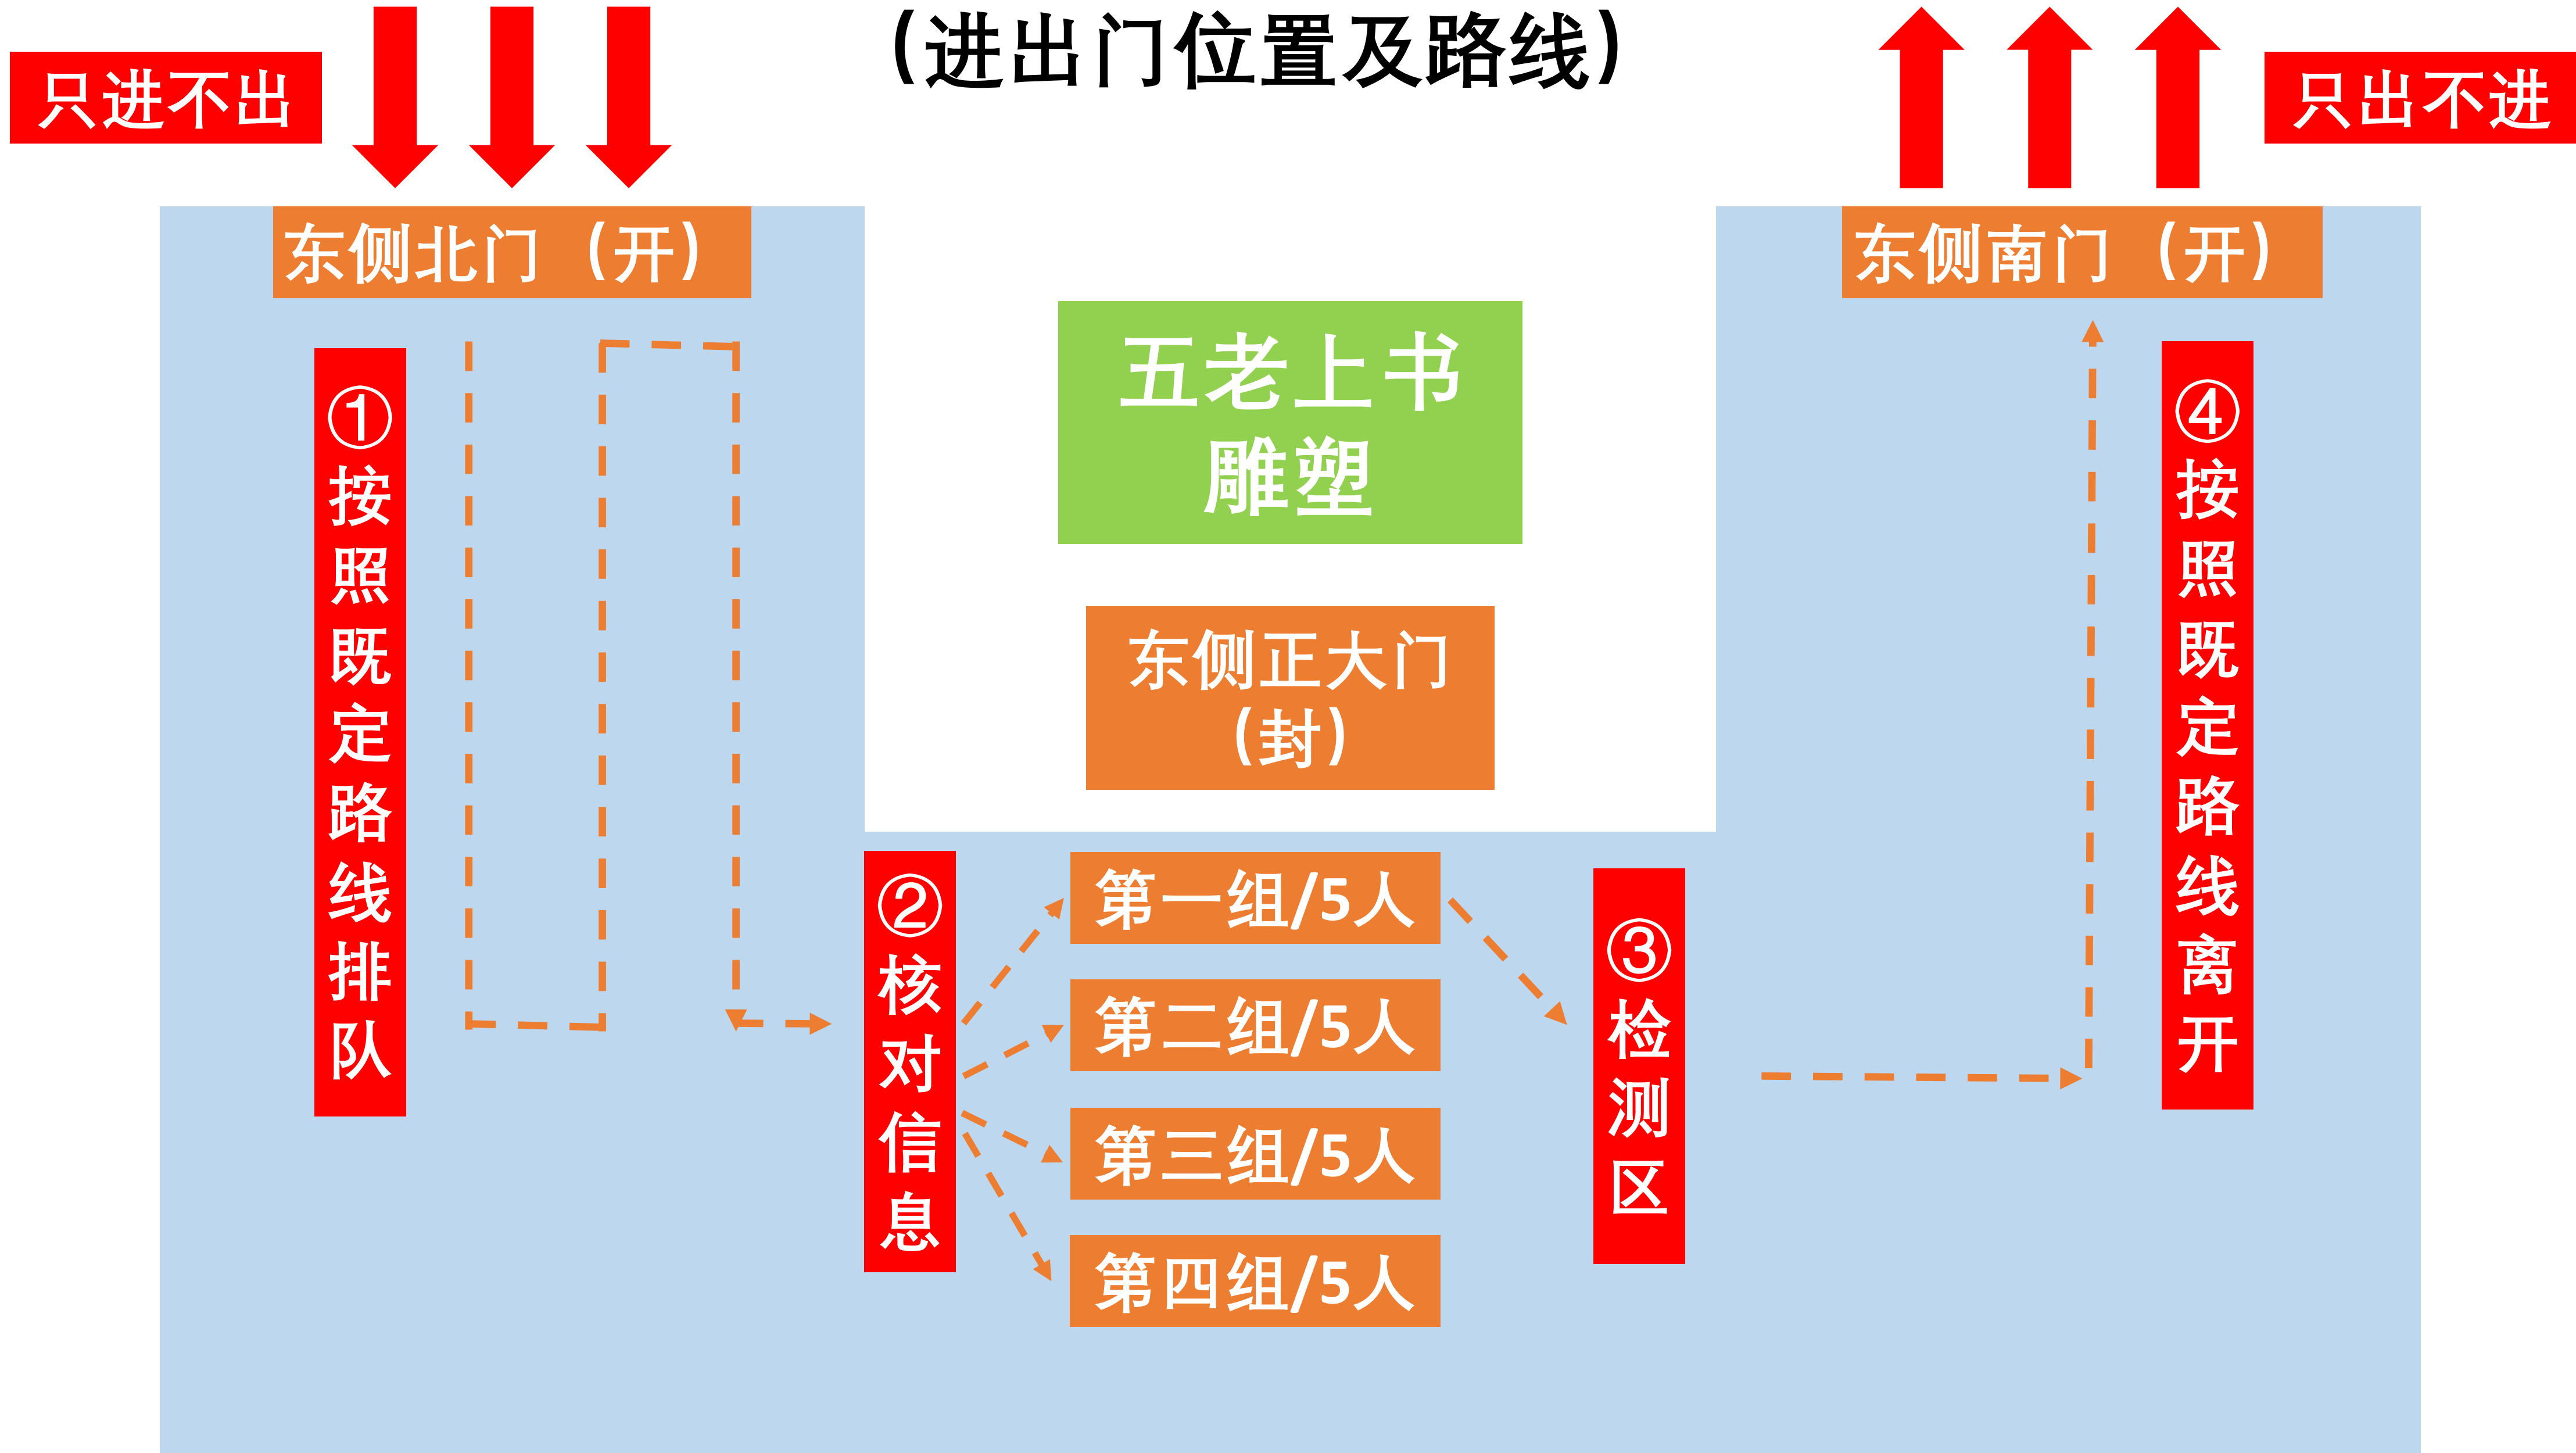 (进出门位置及路线)
只进不出
只出不进
东侧北门 (开)
东侧南门 (开)
五老上书
雕塑
东侧正大门
(封)
①按照既定路线排队
②核对信息
第一组/5人
第二组/5人
第三组/5人
第四组/5人
③检测区
④按照既定路线离开